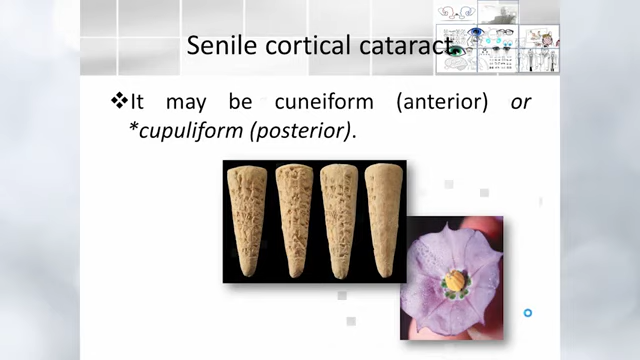 Senile cortical cataract
❖It may be cuneiform (anterior) or
*cupuliform (posterior).